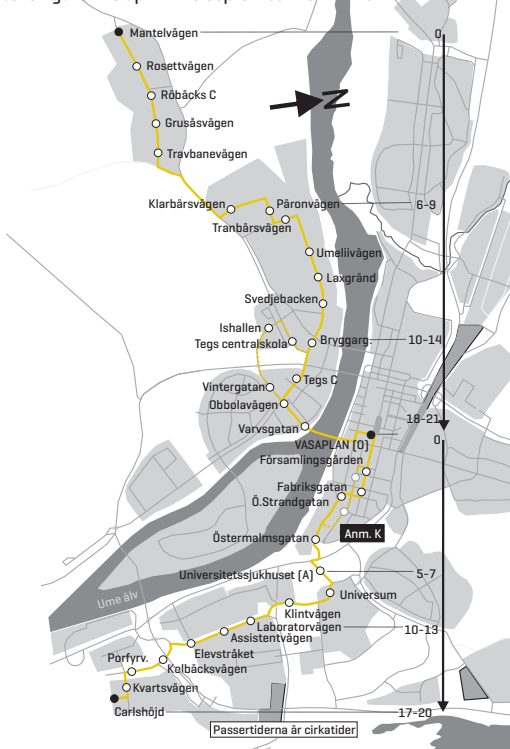 Mantelvägen
0
Rosettvägen
Röbäcks C
N
Grusåsvägen
Travbanevägen
Klarbärsvägen
Päronvägen
6-9
Tranbärsvägen
Umeliivägen
Laxgränd
Svedjebacken
Ishallen
Tegs centralskola
Bryggarg.
10-14
Tegs C
Vintergatan
Obbolavägen
18-21
Varvsgatan
VASAPLAN (O)
0
Församlingsgården
Fabriksgatan
Ö.Strandgatan
Anm. K
Östermalmsgatan
Universitetssjukhuset (A)
5-7
Ume älv
Universum
Klintvägen
Laboratorvägen
10-13
Assistentvägen
Elevstråket
Porfyrv.
Kolbäcksvägen
Kvartsvägen
Carlshöjd
17-20
Passertiderna är cirkatider